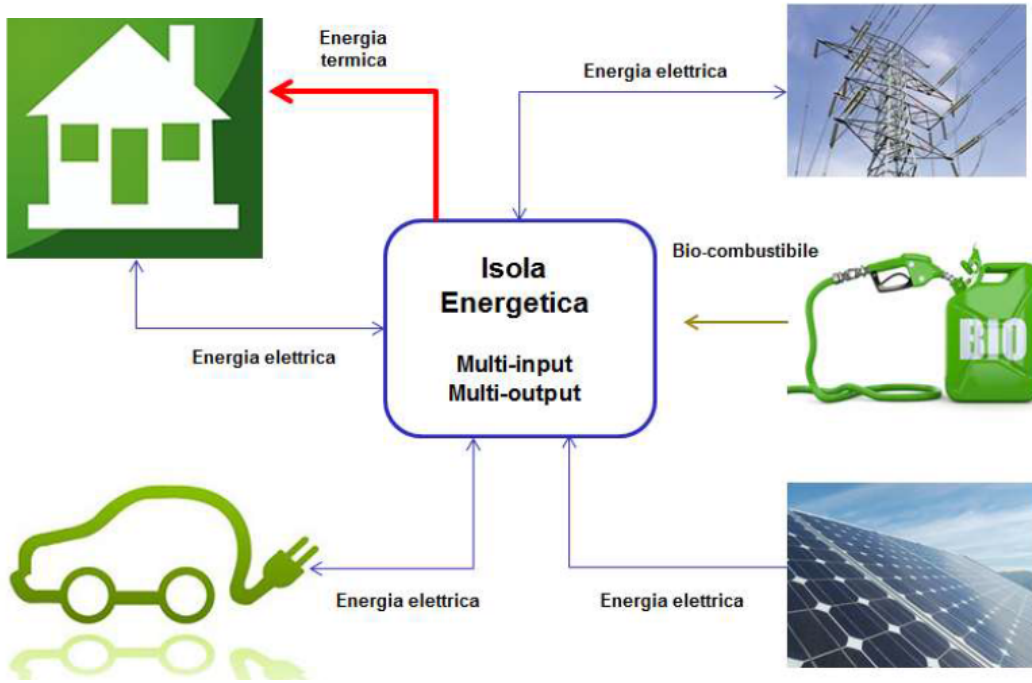 Energia
termica
Energia elettrica
Bio-combustibile
BIO
Isola
Energetica
Multi-input
Multi-output
Energia elettrica
Energia elettrica
Energia elettrica